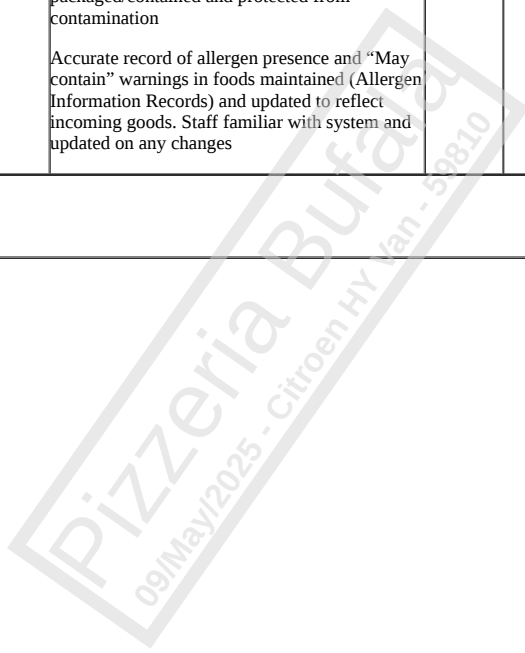 packaged/contained and protected from
contamination
Accurate record of allergen presence and “May
contain” warnings in foods maintained (Allergen
Information Records) and updated to reflect
incoming goods. Staff familiar with system and
updated on any changes
Pizzeria Bufala
09/May/2025 - Citroen HY Van - 59810